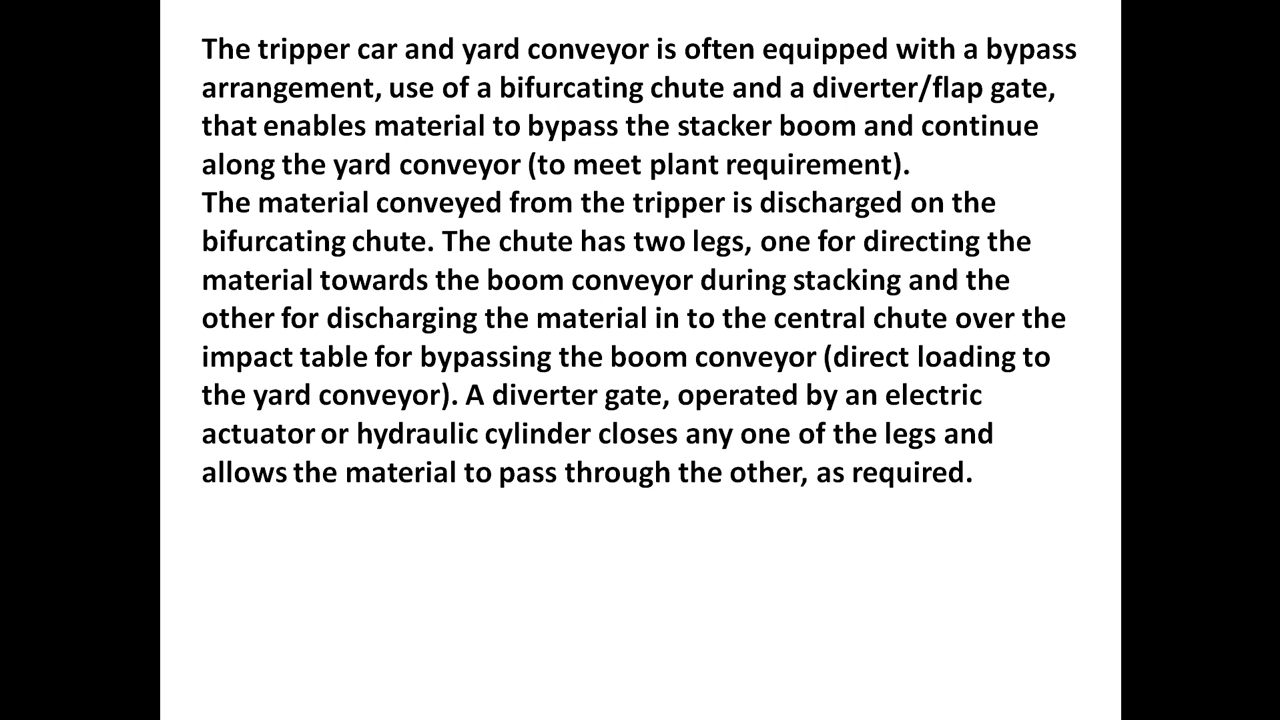 The tripper car and yard conveyor is often equipped with a bypass
arrangement, use of a bifurcating chute and a diverter/flap gate,
that enables material to bypass the stacker boom and continue
along the yard conveyor (to meet plant requirement).
The material conveyed from the tripper is discharged on the
bifurcating chute. The chute has two legs, one for directing the
material towards the boom conveyor during stacking and the
other for discharging the material in to the central chute over the
impact table for bypassing the boom conveyor (direct loading to
the yard conveyor). A diverter gate, operated by an electric
actuator or hydraulic cylinder closes any one of the legs and
allows the material to pass through the other, as required.